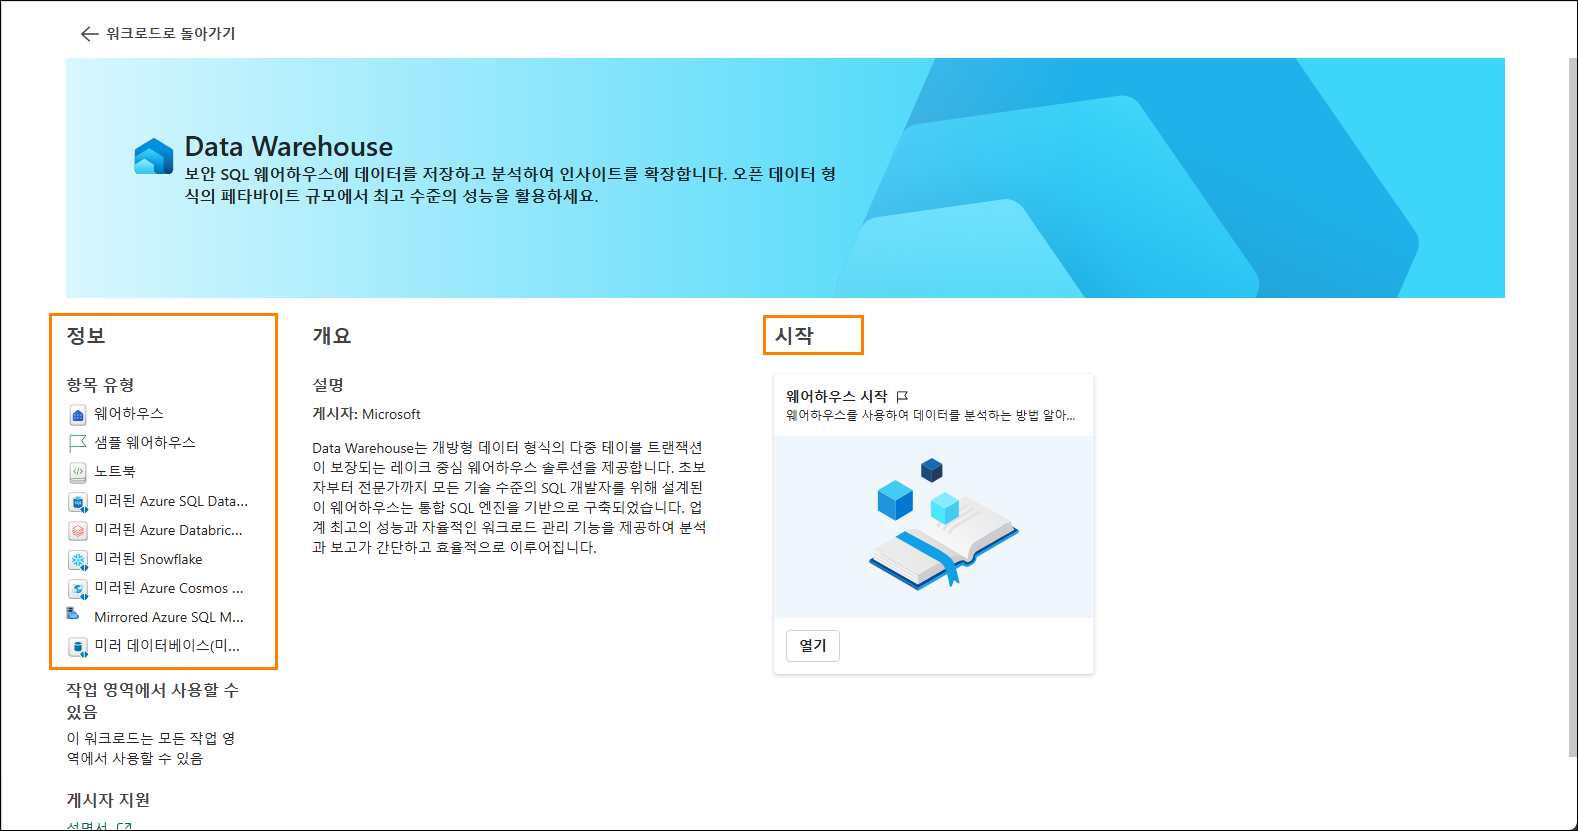 워크로드로 돌아가기
Data Warehouse
보안 SQL 웨어하우스에 데이터를 저장하고 분석하여 인사이트를 확장합니다. 오픈 데이터 형
식의 페타바이트 규모에서 최고 수준의 성능을 활용하세요.
정보
항목 유형
웨어하우스
샘플 웨어하우스
노트북
미러된 Azure SQL Data...
미러된 Azure Databric...
미러된 Snowflake
미러된 Azure Cosmos ...
Mirrored Azure SQL M...
미러 데이터베이스(미...
작업 영역에서 사용할 수
있음
이 워크로드는 모든 작업 영
역에서 사용할 수 있음
게시자 지원
설명서
개요
설명
게시자: Microsoft
Data Warehouse는 개방형 데이터 형식의 다중 테이블 트랜잭션
이 보장되는 레이크 중심 웨어하우스 솔루션을 제공합니다. 초보
자부터 전문가까지 모든 기술 수준의 SQL 개발자를 위해 설계된
이 웨어하우스는 통합 SQL 엔진을 기반으로 구축되었습니다. 업
계 최고의 성능과 자율적인 워크로드 관리 기능을 제공하여 분석
과 보고가 간단하고 효율적으로 이루어집니다.
시작
웨어하우스 시작
웨어하우스를 사용하여 데이터를 분석하는 방법 알아...
열기